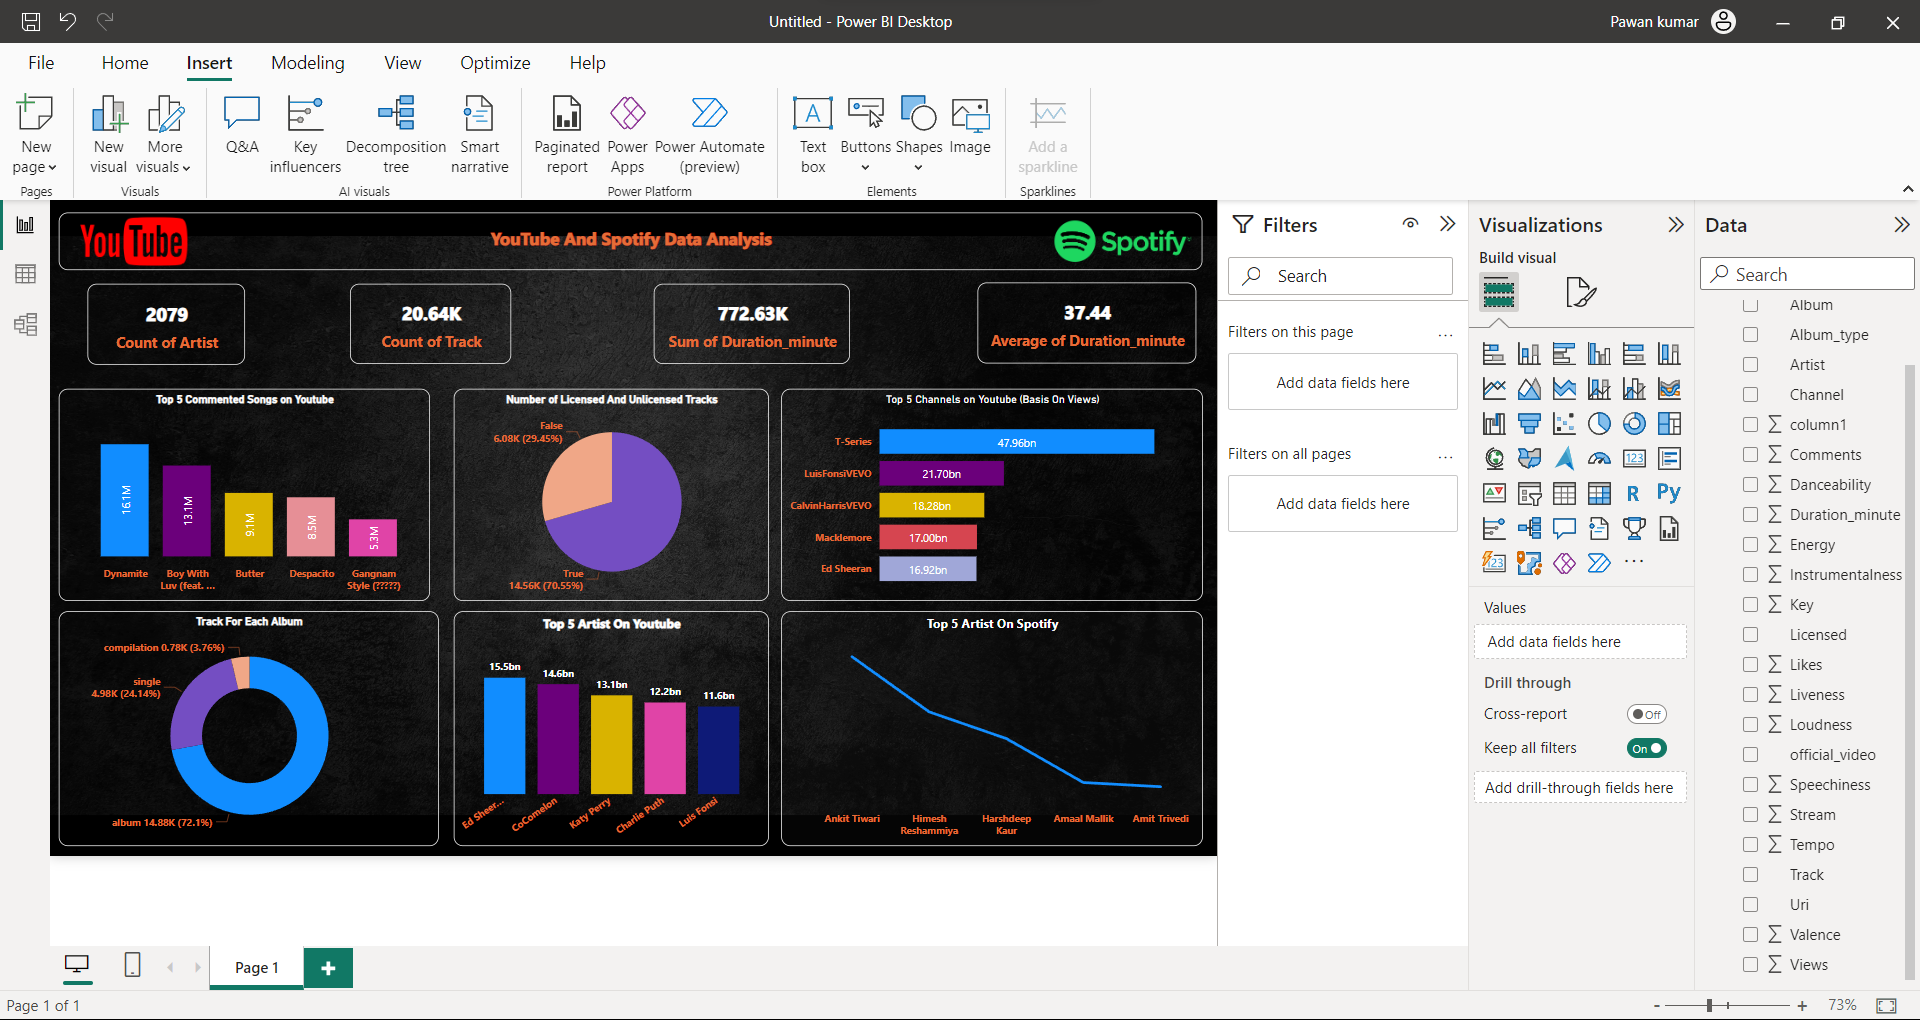 Untitled - Power BI Desktop
Pawan kumar
File Home Insert Modeling View Optimize Help
New page
New visual
More visuals
Q&A
Key influencers
Decomposition tree
Smart narrative
Paginated report
Power Apps
Power Automate (preview)
Text box
Buttons
Shapes
Image
Add a sparkline
Pages
Visuals
AI visuals
Power Platform
Elements
Sparklines
YouTube
YouTube And Spotify Data Analysis
Spotify
2079
Count of Artist
20.64K
Count of Track
772.63K
Sum of Duration_minute
37.44
Average of Duration_minute
Top 5 Commented Songs on Youtube
16.1M
13.1M
9.1M
8.5M
5.3M
Dynamite
Boy With Luv (feat. ...
Butter
Despacito
Gangnam Style (?????)
Number of Licensed And Unlicensed Tracks
False
6.08K (29.45%)
True
14.56K (70.55%)
Top 5 Channels on Youtube (Basis On Views)
T-Series 47.96bn
LuisFonsiVEVO 21.70bn
CalvinHarrisVEVO 18.28bn
Macklemore 17.00bn
Ed Sheeran 16.92bn
Track For Each Album
compilation 0.78K (3.76%)
single
4.98K (24.14%)
album 14.88K (72.1%)
Top 5 Artist On Youtube
15.5bn
14.6bn
13.1bn
12.2bn
11.6bn
Ed Sheer...
CoComelon
Katy Perry
Charlie Puth
Luis Fonsi
Top 5 Artist On Spotify
Ankit Tiwari
Himesh Reshammiya
Harshdeep Kaur
Amaal Mallik
Amit Trivedi
Filters
Search
Filters on this page ...
Add data fields here
Filters on all pages ...
Add data fields here
Visualizations
Build visual
123
R
Py
123
...
Values
Add data fields here
Drill through
Cross-report Off
Keep all filters On
Add drill-through fields here
Data
Search
Album
Album_type
Artist
Channel
column1
Comments
Danceability
Duration_minute
Energy
Instrumentalness
Key
Licensed
Likes
Liveness
Loudness
official_video
Speechiness
Stream
Tempo
Track
Uri
Valence
Views
Page 1
Page 1 of 1
73%